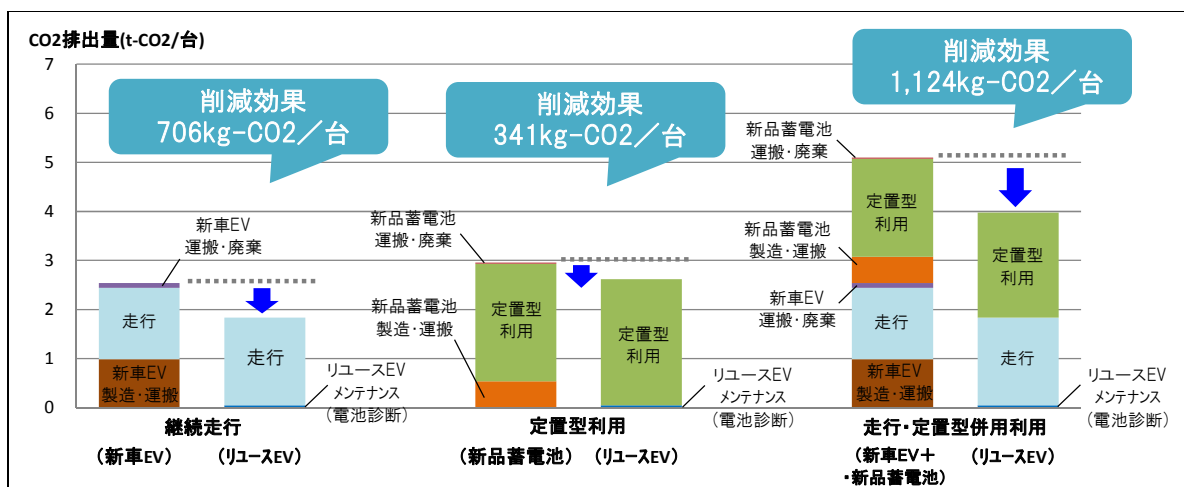 CO2排出量(t-CO2/台)
7
6
5
4
3
2
1
0
削減効果
706kg-CO2／台
新車EV
運搬・廃棄
走行
新車EV
製造・運搬
走行
リユースEV
メンテナンス
(電池診断)
継続走行
(新車EV)
(リユースEV)
削減効果
341kg-CO2／台
新品蓄電池
運搬・廃棄
新品蓄電池
製造・運搬
定置型
利用
定置型
利用
リユースEV
メンテナンス
(電池診断)
定置型利用
(新品蓄電池)
(リユースEV)
削減効果
1,124kg-CO2／台
新品蓄電池
運搬・廃棄
新品蓄電池
製造・運搬
新車EV
運搬・廃棄
定置型
利用
走行
新車EV
製造・運搬
定置型
利用
走行
リユースEV
メンテナンス
(電池診断)
走行・定置型併用利用
(新車EV＋
・新品蓄電池)
(リユースEV)